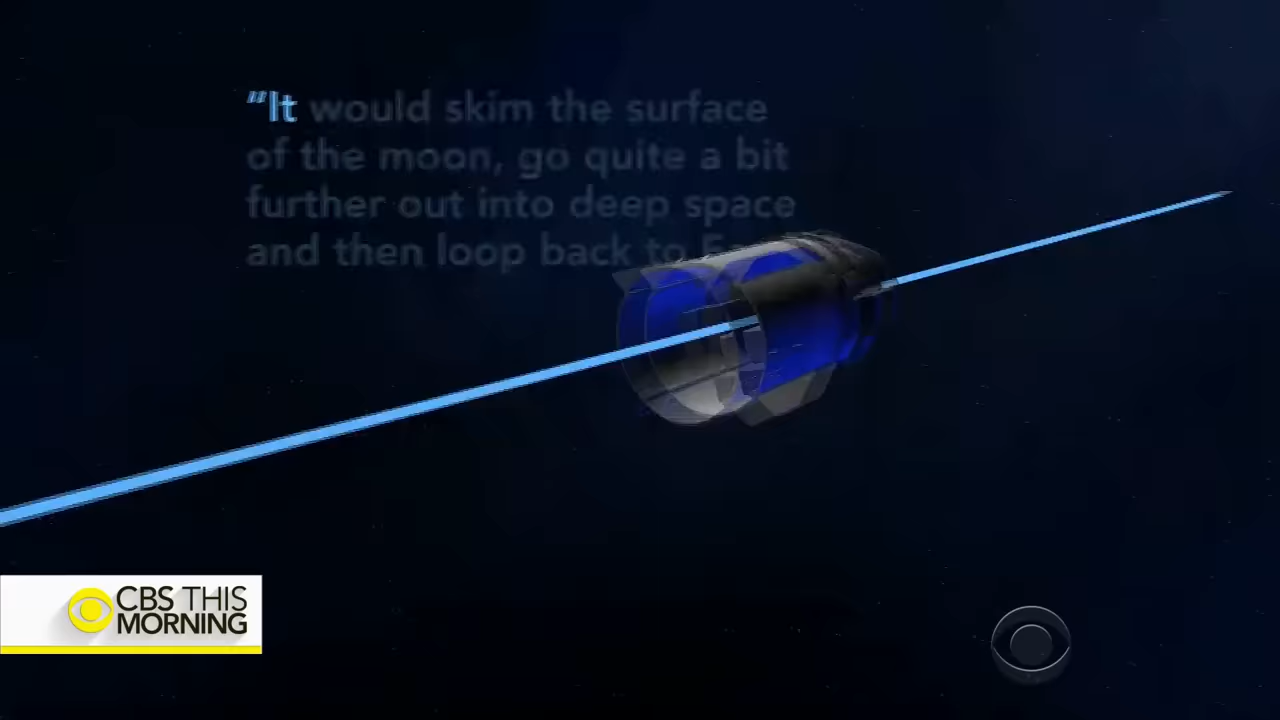 “It would skim the surface
of the moon, go quite a bit
further out into deep space
and then loop back to
CBS THIS
MORNING